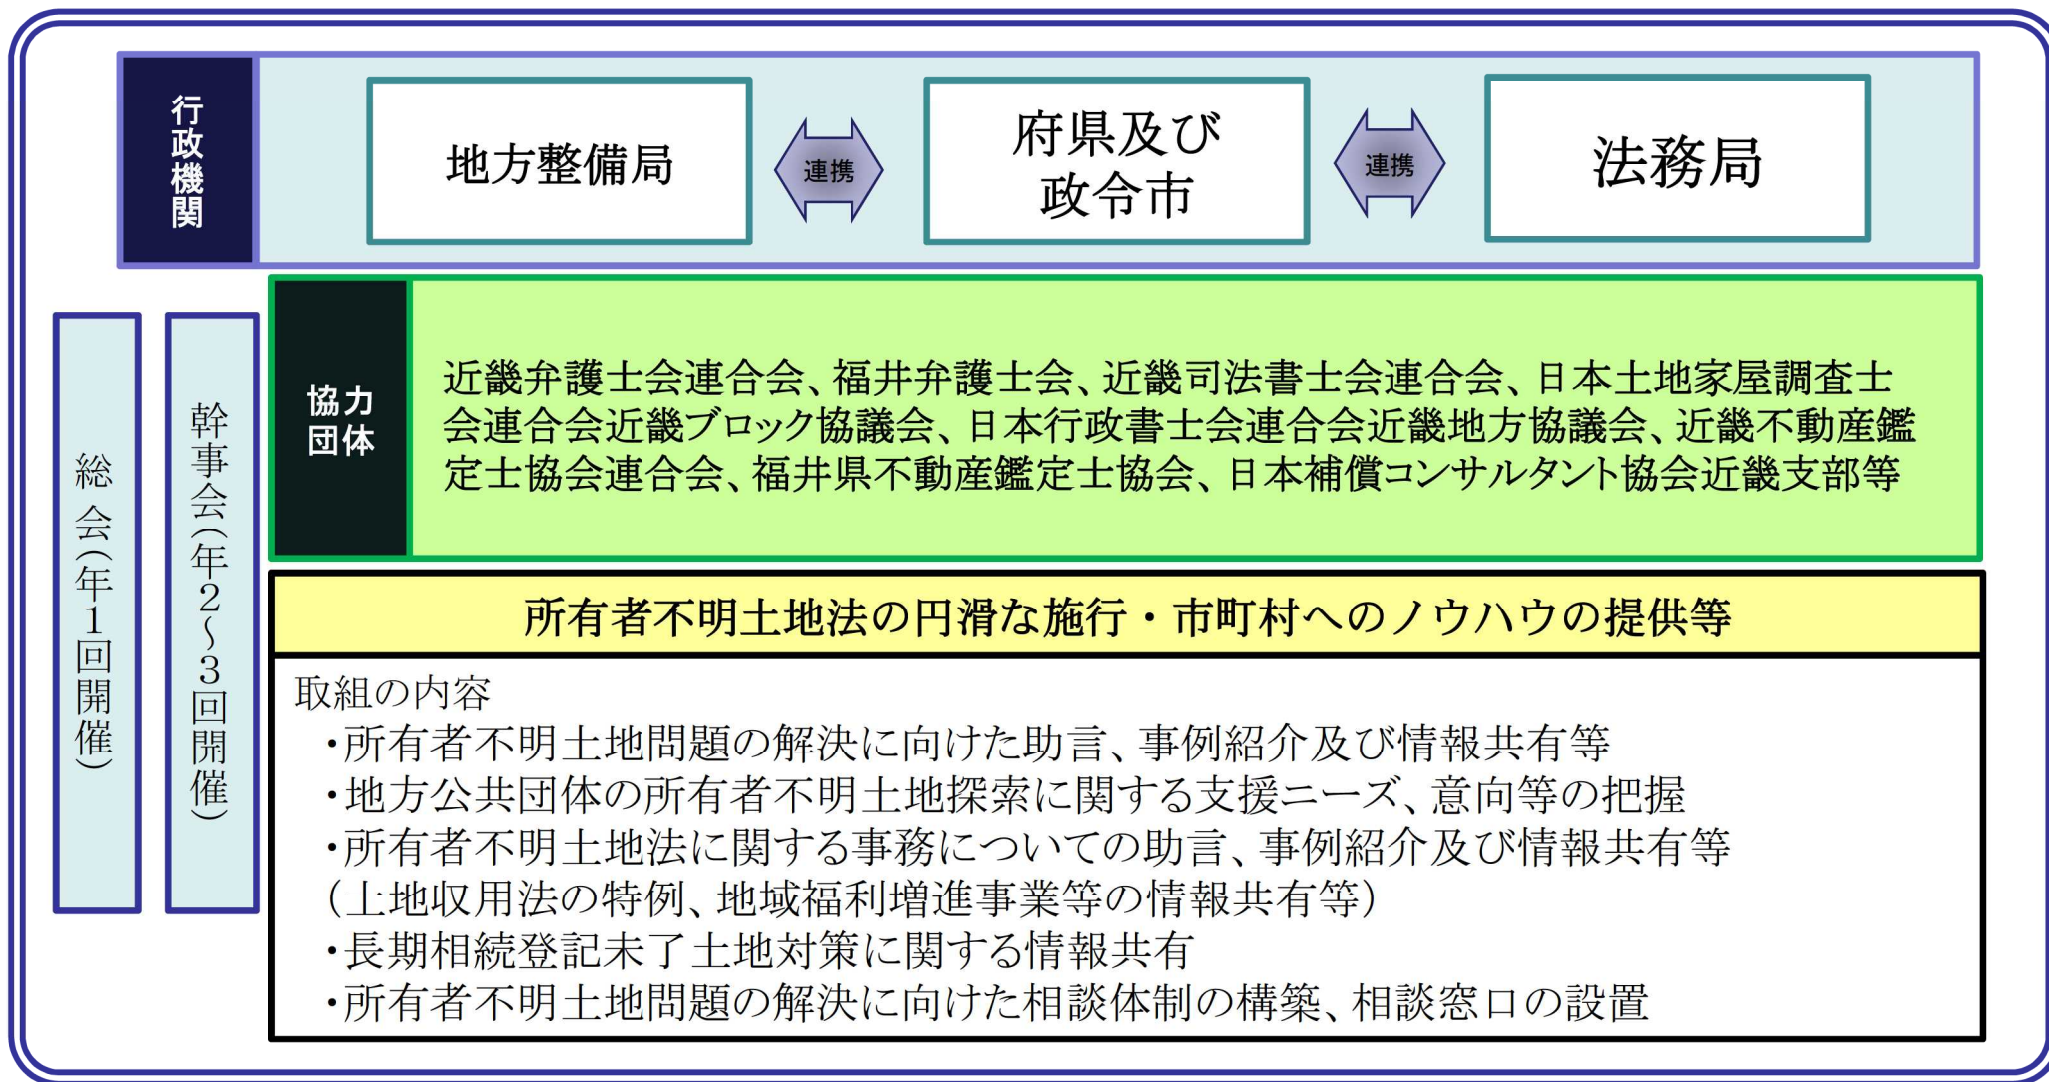 行政機関
地方整備局
連携
府県及び
政令市
連携
法務局
総会(年1回開催)
幹事会(年2~3回開催)
協力
団体
近畿弁護士会連合会、福井弁護士会、近畿司法書士会連合会、日本土地家屋調査士
会連合会近畿ブロック協議会、日本行政書士会連合会近畿地方協議会、近畿不動産鑑
定士協会連合会、福井県不動産鑑定士協会、日本補償コンサルタント協会近畿支部等
所有者不明土地法の円滑な施行・市町村へのノウハウの提供等
取組の内容
・所有者不明土地問題の解決に向けた助言、事例紹介及び情報共有等
・地方公共団体の所有者不明土地探索に関する支援ニーズ、意向等の把握
・所有者不明土地法に関する事務についての助言、事例紹介及び情報共有等
(土地収用法の特例、地域福利増進事業等の情報共有等)
・長期相続登記未了土地対策に関する情報共有
・所有者不明土地問題の解決に向けた相談体制の構築、相談窓口の設置